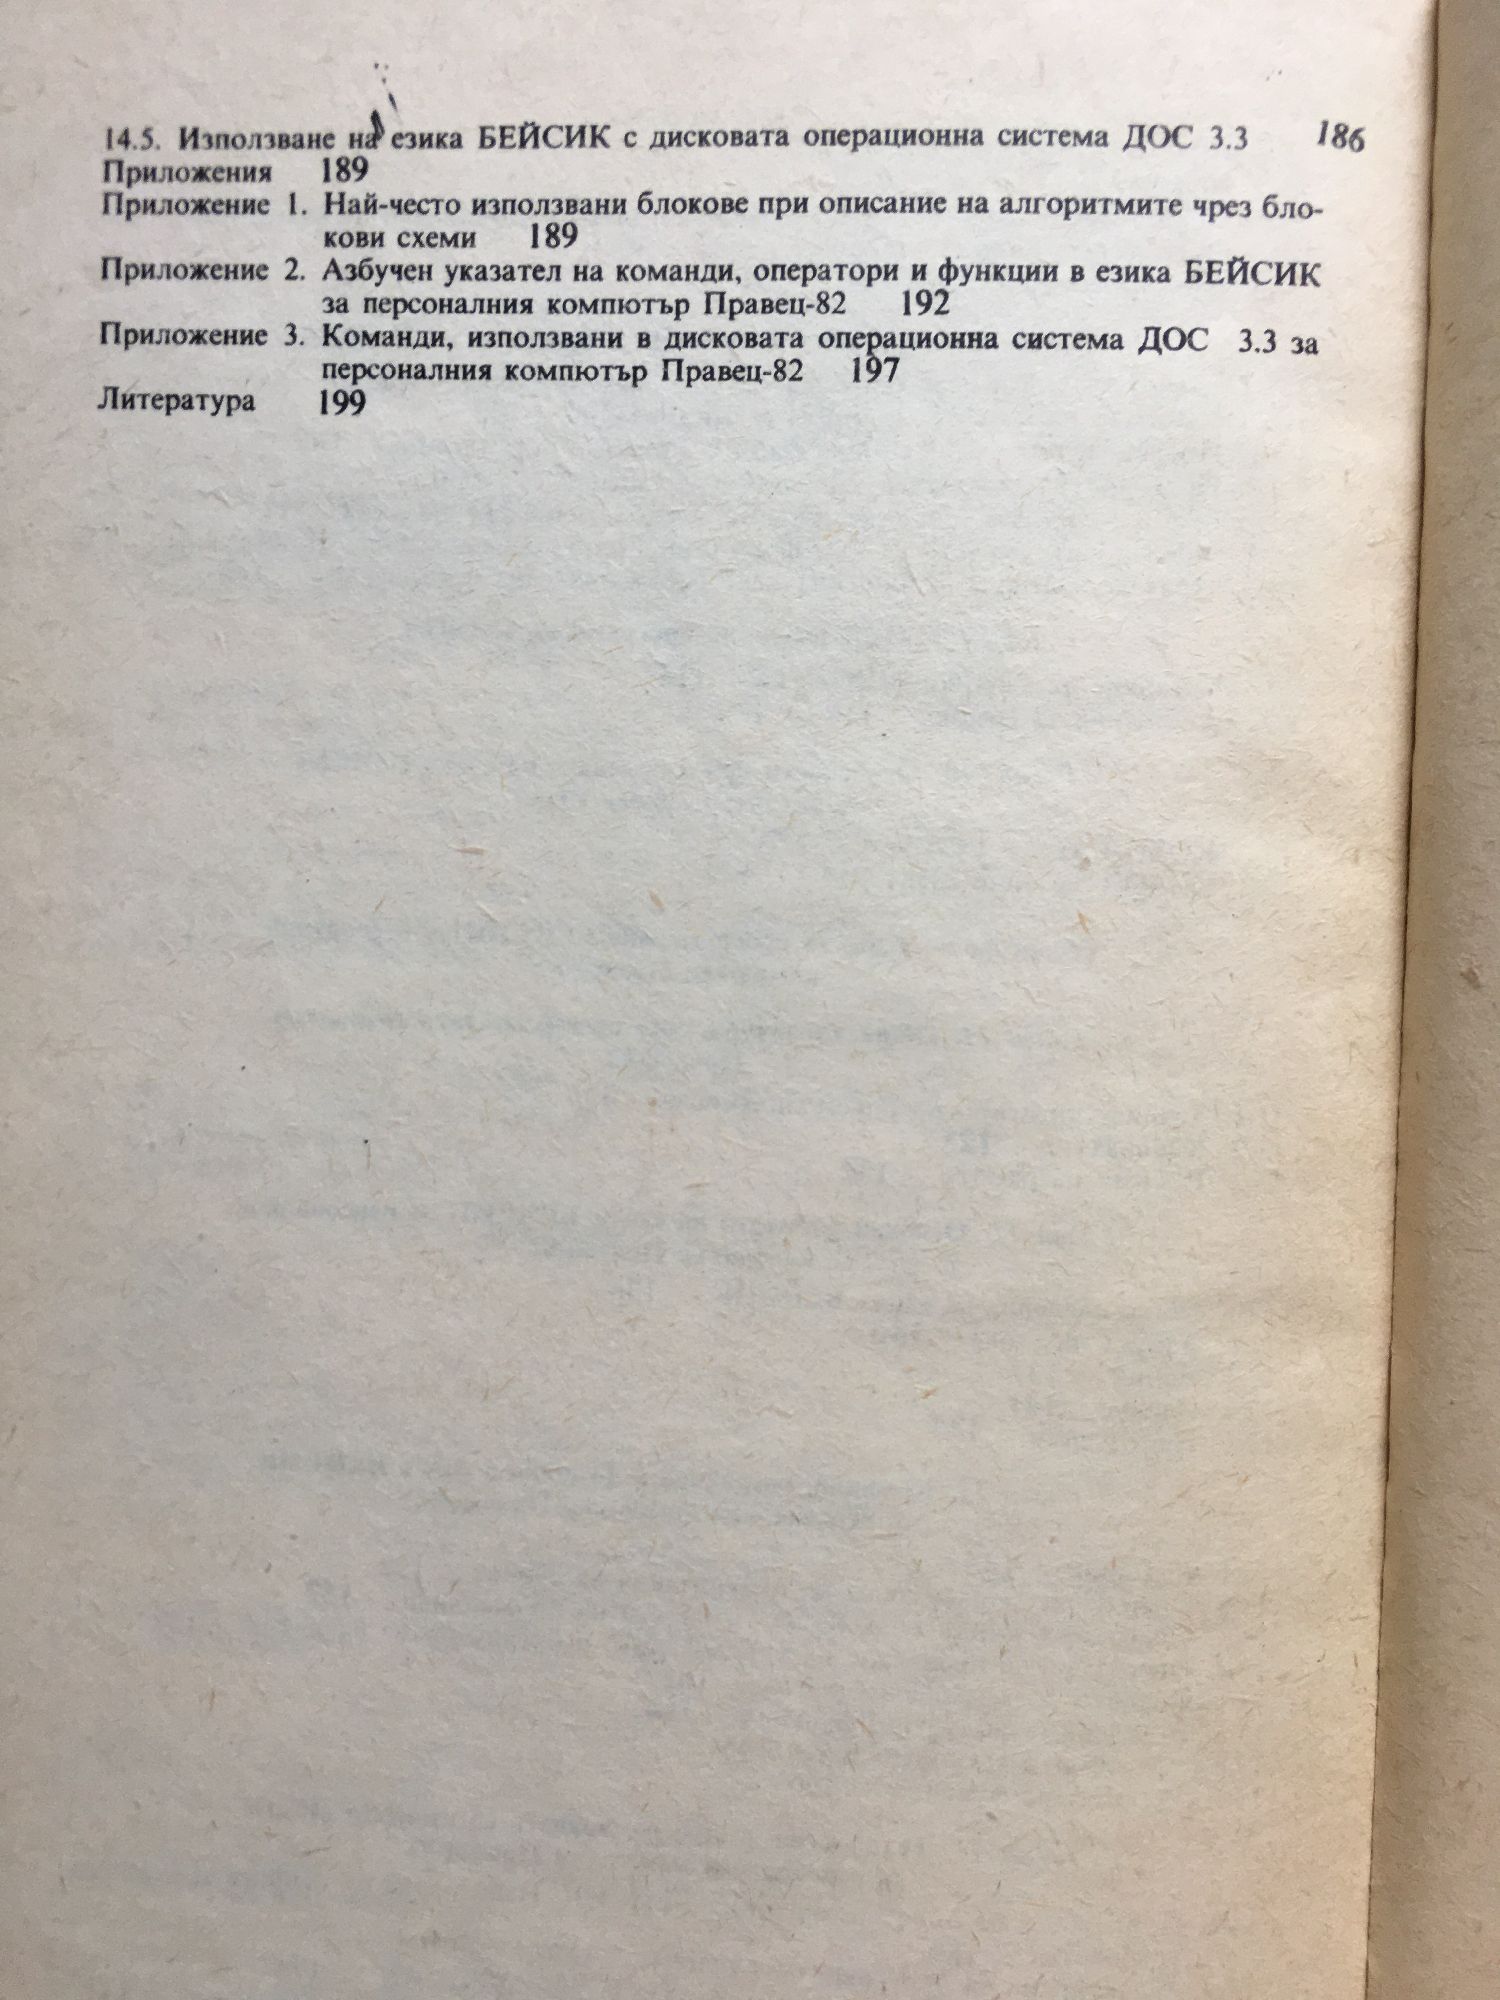 14.5. Използване на езика БЕЙСИК с дисковата операционна система ДОС 3.3 186
Приложения 189
Приложение 1. Най-често използвани блокове при описание на алгоритмите чрез бло-
кови схеми 189
Приложение 2. Азбучен указател на команди, оператори и функции в езика БЕЙСИК
за персоналния компютър Правец-82 192
Приложение 3. Команди, използвани в дисковата операционна система ДОС 3.3 за
персоналния компютър Правец-82 197
Литература 199